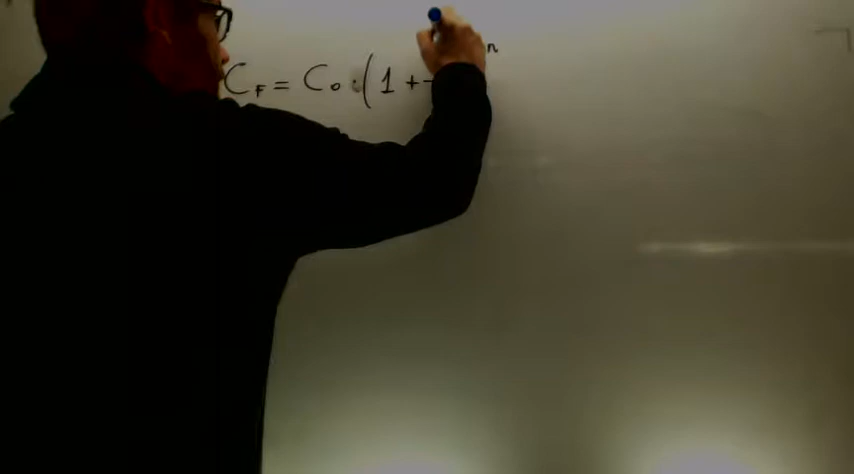 C_F = C_0 · (1 + n